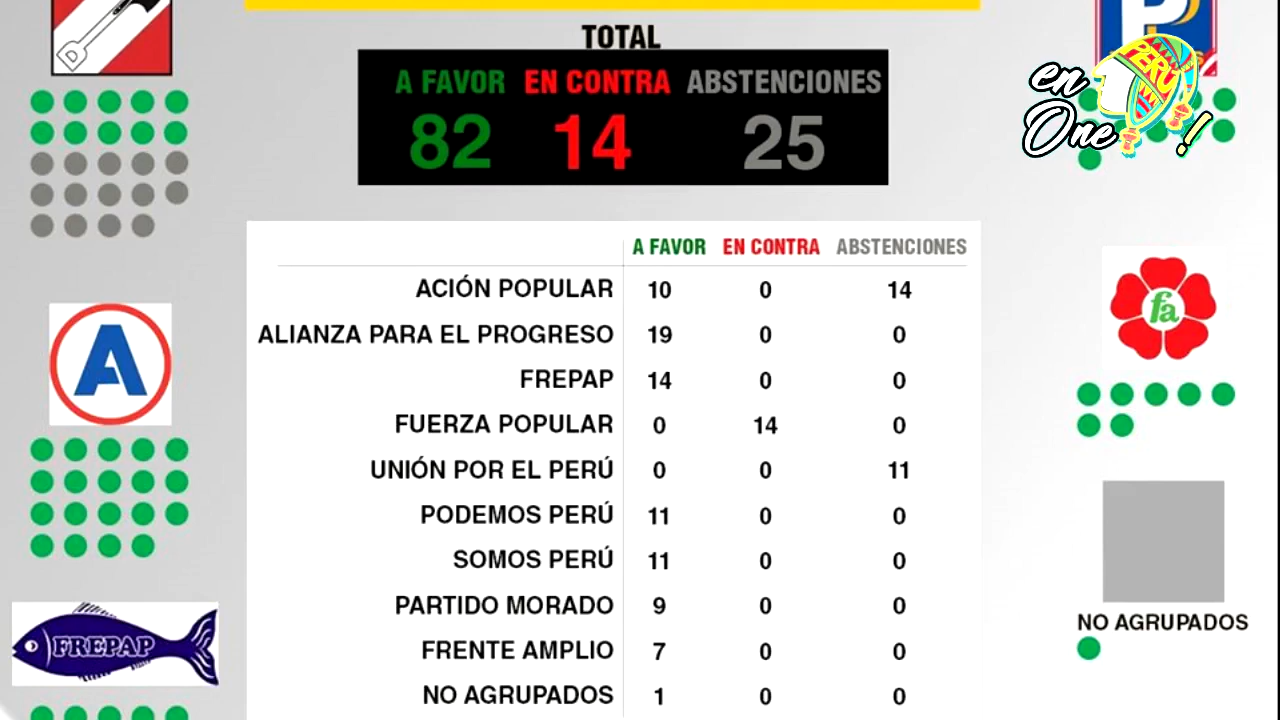 TOTAL
A FAVOR EN CONTRA ABSTENCIONES
82 14 25
en
One !
PERÚ
A FAVOR EN CONTRA ABSTENCIONES
ACIÓN POPULAR 10 0 14
ALIANZA PARA EL PROGRESO 19 0 0
FREPAP 14 0 0
FUERZA POPULAR 0 14 0
UNIÓN POR EL PERÚ 0 0 11
PODEMOS PERÚ 11 0 0
SOMOS PERÚ 11 0 0
PARTIDO MORADO 9 0 0
FRENTE AMPLIO 7 0 0
NO AGRUPADOS 1 0 0
A
FREPAP
P
fa
NO AGRUPADOS